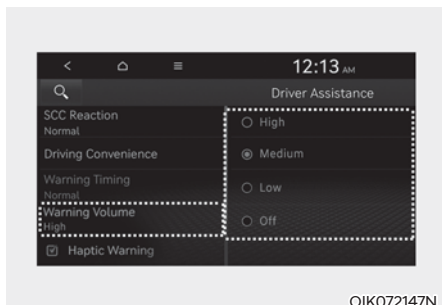 12:13 AM
Driver Assistance
SCC Reaction
Normal
High
Driving Convenience
Medium
Warning Timing
Normal
Low
Warning Volume
High
Off
Haptic Warning
OIK072147N